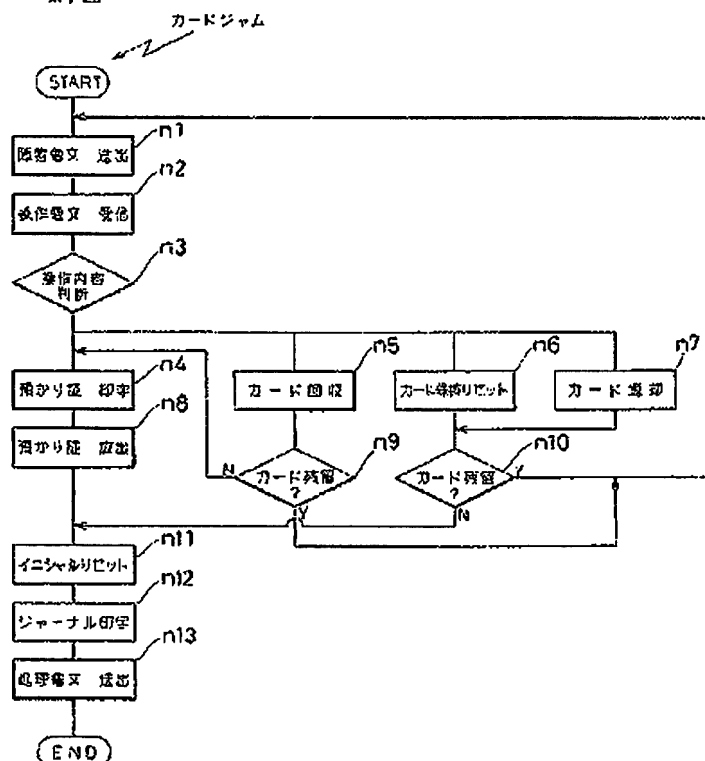 カードジャム
START
n1
障害電文 送出
n2
操作電文 受信
n3
操作内容
判断
n4
預かり証 印字
n5
カード回収
n6
カード保持リセット
n7
カード返却
n8
預かり証 放出
n9
カード残留
?
N
Y
n10
カード残留
?
Y
N
n11
イニシャルリセット
n12
ジャーナル印字
n13
処理電文 送出
END